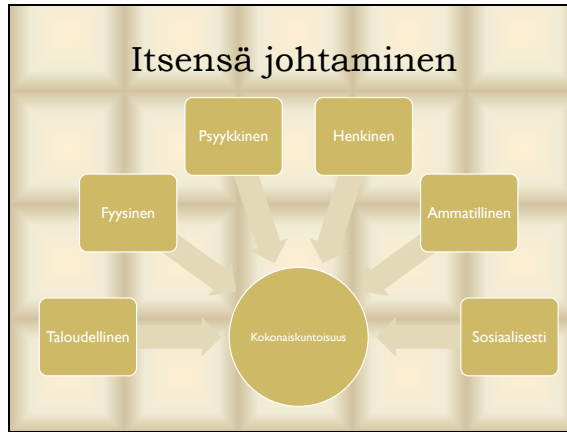 Itsensä johtaminen
Psyykkinen
Henkinen
Fyysinen
Ammatillinen
Taloudellinen
Kokonaiskuntoisuus
Sosiaalisesti